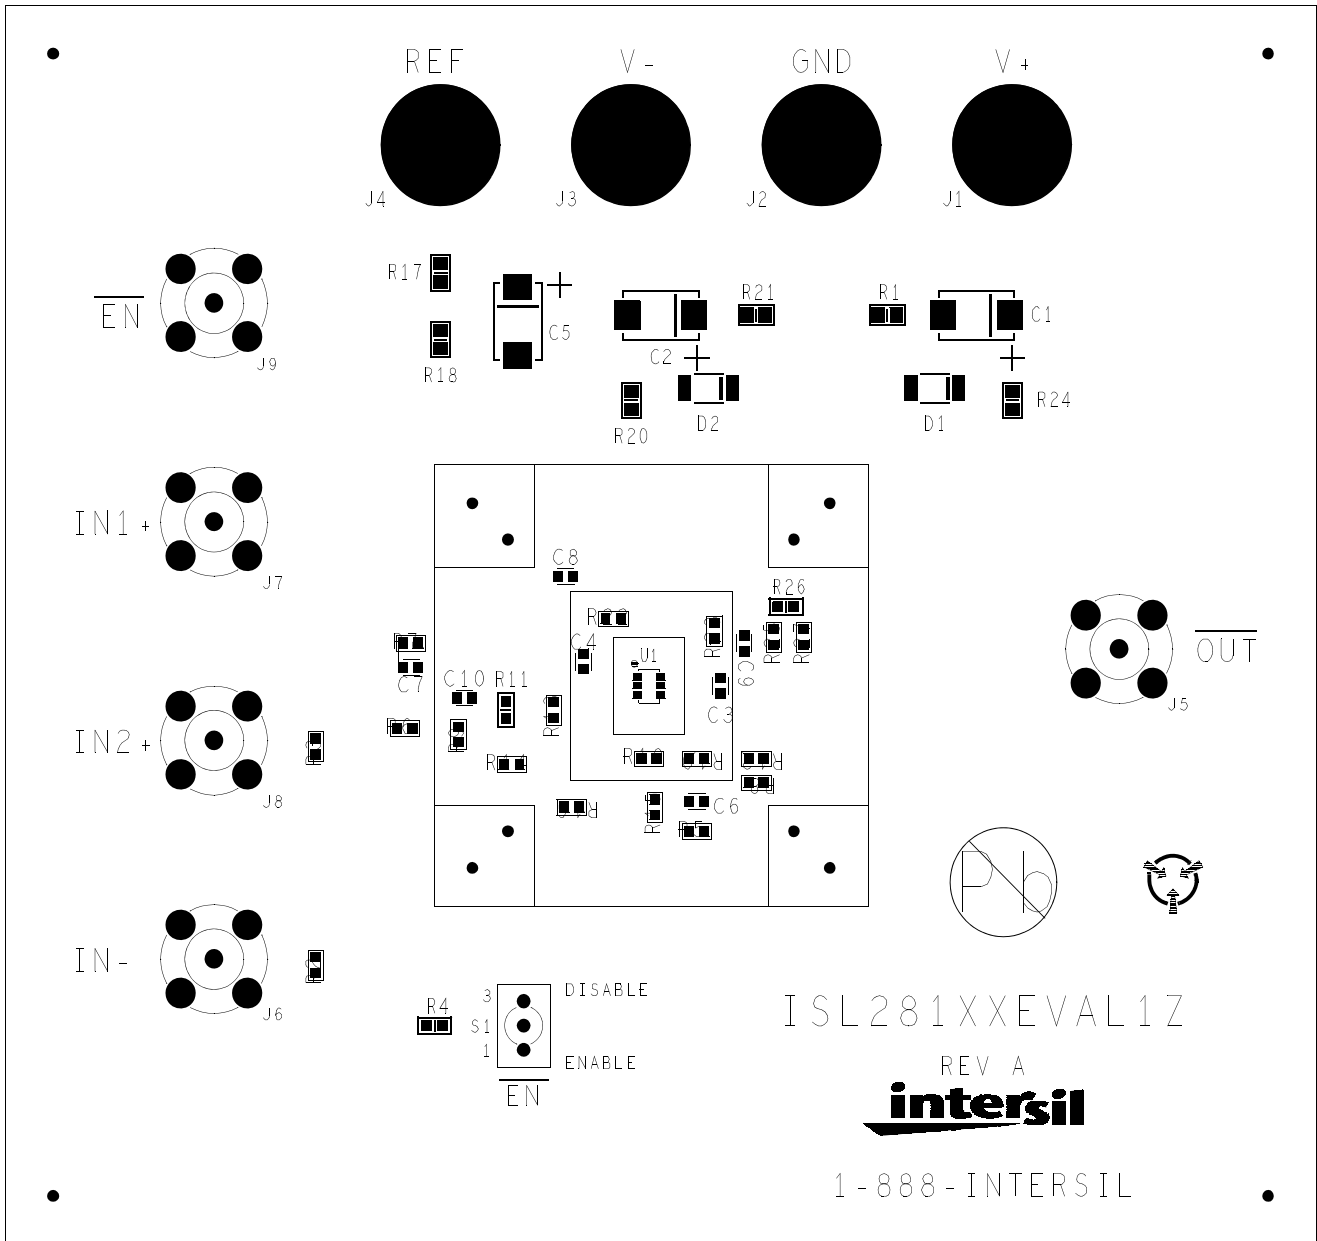 REF V- GND V+
J4 J3 J2 J1
R17
R21 R1
EN
C5
C1
C2
J9
R18
R24
R20 D2 D1
IN1+
C8
J7
R26
C4 U1
C9
C7 C10 R11
OUT
C3
J5
IN2+
J8
C6
Pb
IN-
J6
3 DISABLE
R4 S1
1 ENABLE
EN
ISL281XXEVAL1Z
REV A
intersil
1-888-INTERSIL